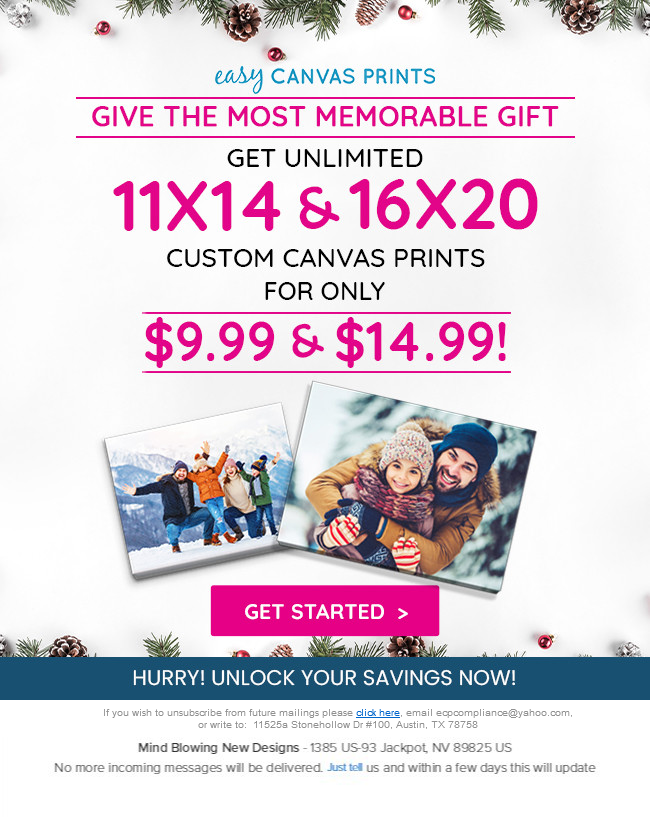 easy CANVAS PRINTS
GIVE THE MOST MEMORABLE GIFT
GET UNLIMITED
11X14 & 16X20
CUSTOM CANVAS PRINTS
FOR ONLY
$9.99 & $14.99!
GET STARTED >
HURRY! UNLOCK YOUR SAVINGS NOW!
If you wish to unsubscribe from future mailings please click here, email ecpcompliance@yahoo.com,
or write to: 11525a Stonehollow Dr #100, Austin, TX 78758
Mind Blowing New Designs - 1385 US-93 Jackpot, NV 89825 US
No more incoming messages will be delivered. Just tell us and within a few days this will update